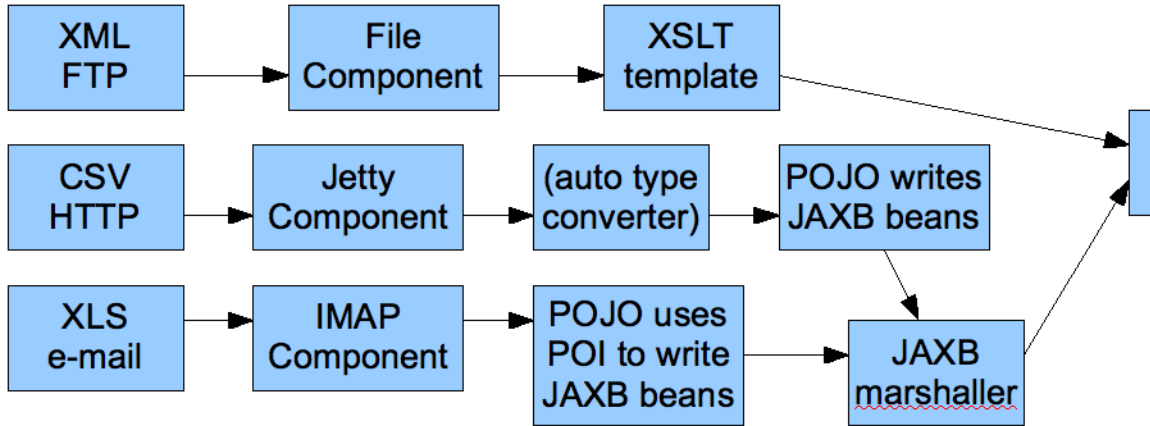 XML
FTP
File
Component
XSLT
template
CSV
HTTP
Jetty
Component
(auto type
converter)
POJO writes
JAXB beans
XLS
e-mail
IMAP
Component
POJO uses
POI to write
JAXB beans
JAXB
marshaller